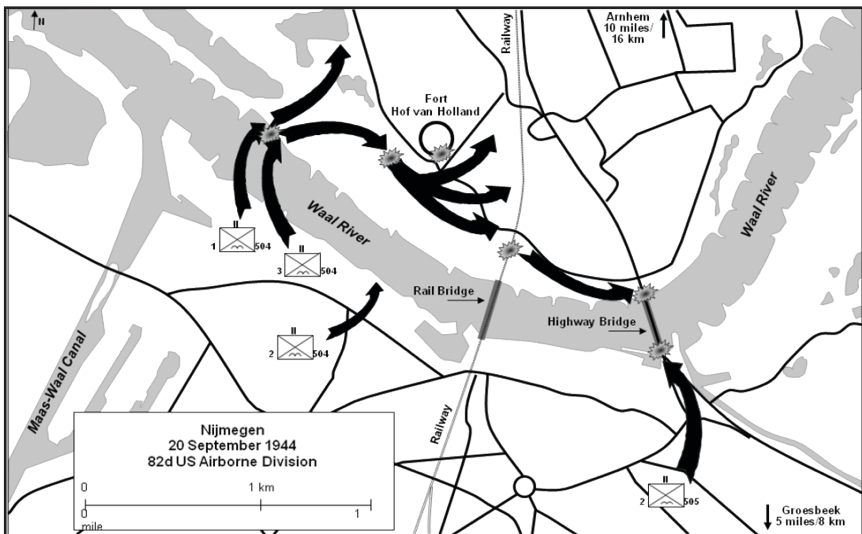 N
Arnhem
10 miles/
16 km
Railway
Fort
Hof van Holland
Waal River
Waal River
II
1 504
II
3 504
Rail Bridge
Highway Bridge
II
2 504
Maas-Waal Canal
Railway
Nijmegen
20 September 1944
82d US Airborne Division
0 1 km
0 1
mile
II
2 505
Groesbeek
5 miles/8 km